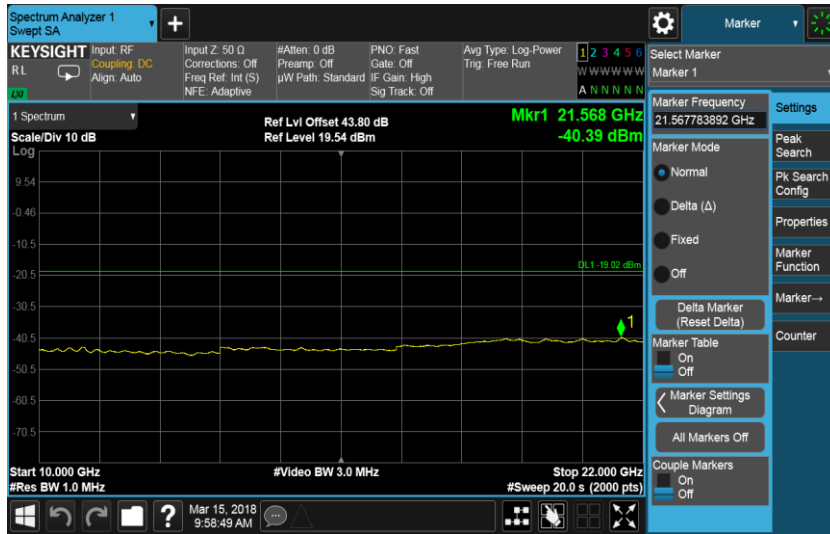 Spectrum Analyzer 1
Swept SA
Marker
KEYSIGHT
RL
LXI
Input: RF
Coupling: DC
Align: Auto
Input Z: 50 Ω
Corrections: Off
Freq Ref: Int (S)
NFE: Adaptive
#Atten: 0 dB
Preamp: Off
µW Path: Standard
PNO: Fast
Gate: Off
IF Gain: High
Sig Track: Off
Avg Type: Log-Power
Trig: Free Run
1 2 3 4 5 6
W W W W W W
A N N N N N
1 Spectrum
Scale/Div 10 dB
Log
Ref Lvl Offset 43.80 dB
Ref Level 19.54 dBm
Mkr1 21.568 GHz
-40.39 dBm
9.54
-0.46
-10.5
-20.5
-30.5
-40.5
-50.5
-60.5
-70.5
DL1 -19.02 dBm
1
Start 10.000 GHz
#Res BW 1.0 MHz
#Video BW 3.0 MHz
Stop 22.000 GHz
#Sweep 20.0 s (2000 pts)
?
Mar 15, 2018
9:58:49 AM
Select Marker
Marker 1
Marker Frequency
21.567783892 GHz
Marker Mode
Normal
Delta (Δ)
Fixed
Off
Delta Marker
(Reset Delta)
Marker Table
On
Off
Marker Settings
Diagram
All Markers Off
Couple Markers
On
Off
Settings
Peak
Search
Pk Search
Config
Properties
Marker
Function
Marker→
Counter